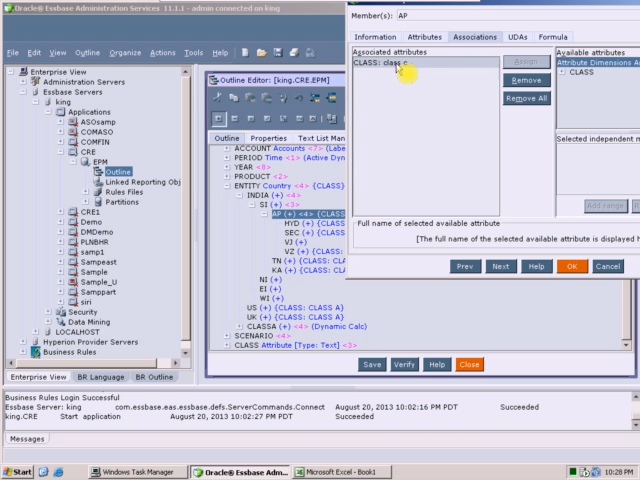 Oracle® Essbase Administration Services 11.1.1 - admin connected on king
File Edit View Outline Organize Actions Tools Help
Enterprise View
Administration Servers
Essbase Servers
king
Applications
ASOsamp
COMASO
COMFIN
CRE
EPM
Outline
Linked Reporting Obj
Rules Files
Partitions
CRE1
Demo
DMDemo
PLNBHR
samp1
Sampeast
Sample
Sample_U
Samppart
siri
Security
Data Mining
LOCALHOST
Hyperion Provider Servers
Business Rules
Enterprise View BR Language BR Outline
Outline Editor: [king.CRE.EPM]
Outline Properties Text List Man
ACCOUNT Accounts <7> (Labe
PERIOD Time <1> (Active Dyn
YEAR <8>
PRODUCT <2>
ENTITY Country <4> {CLASS}
INDIA (+) <4>
SI (+) <3>
AP (+) <4> {CLASS
HYD (+) {CLASS
SEC (+) {CLASS
VJ (+)
VZ (+) {CLASS:
TN (+) {CLASS: CL
KA (+) {CLASS: CL
NI (+)
EI (+)
WI (+)
US (+) {CLASS: CLASS A}
UK (+) {CLASS: CLASS A}
CLASSA (+) <4> (Dynamic Calc)
SCENARIO <4>
CLASS Attribute [Type: Text] <3>
Save Verify Help Close
Member(s): AP
Information Attributes Associations UDAs Formula
Associated attributes
CLASS: class c
Assign
Remove
Remove All
Available attributes
Attribute Dimensions A
CLASS
Selected independent m
Add range R
Full name of selected available attribute
[The full name of the selected available attribute is displayed h
Prev Next Help OK Cancel
Business Rules Login Successful
Essbase Server: king com.essbase.eas.essbase.defs.ServerCommands.Connect August 20, 2013 10:02:16 PM PDT Succeeded
king.CRE Start application August 20, 2013 10:02:27 PM PDT Succeeded
Messages
Start Windows Task Manager Oracle® Essbase Adm... Microsoft Excel - Book1 10:28 PM